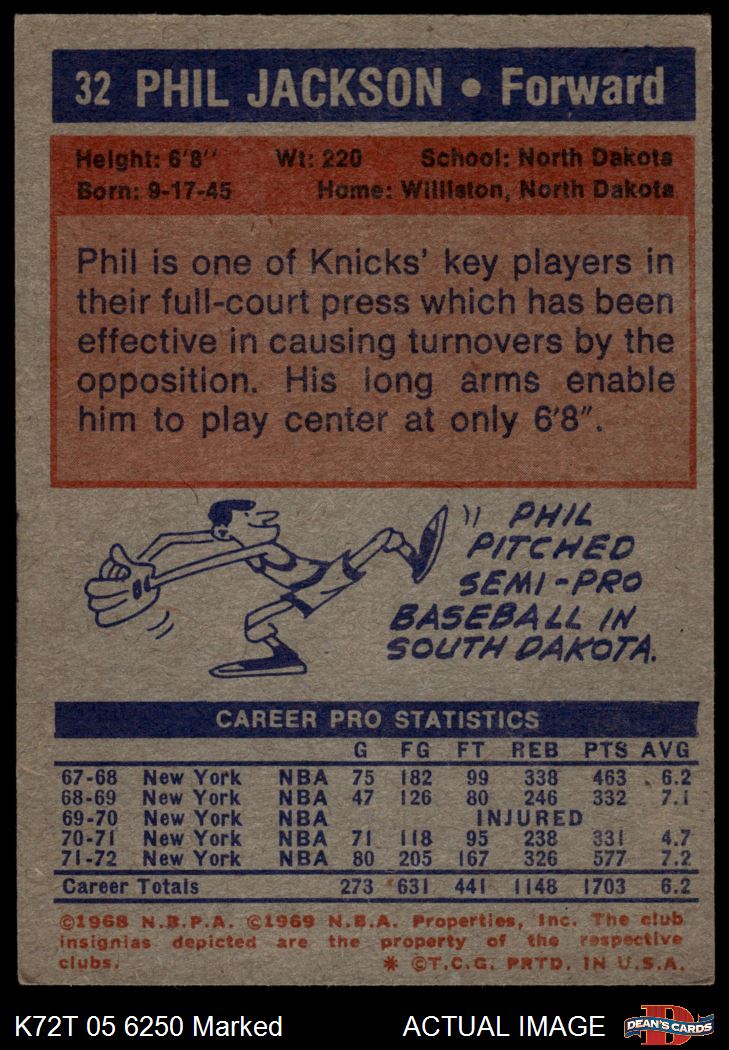 32 PHIL JACKSON • Forward
Height: 6'8" Wt: 220 School: North Dakota
Born: 9-17-45 Home: Williston, North Dakota
Phil is one of Knicks' key players in
their full-court press which has been
effective in causing turnovers by the
opposition. His long arms enable
him to play center at only 6'8".
PHIL
PITCHED
SEMI-PRO
BASEBALL IN
SOUTH DAKOTA.
CAREER PRO STATISTICS
G FG FT REB PTS AVG
67-68 New York NBA 75 182 99 338 463 6.2
68-69 New York NBA 47 126 80 246 332 7.1
69-70 New York NBA INJURED
70-71 New York NBA 71 118 95 238 331 4.7
71-72 New York NBA 80 205 167 326 577 7.2
Career Totals 273 631 441 1148 1703 6.2
©1968 N.B.P.A. ©1969 N.B.A. Properties, Inc. The club
insignias depicted are the property of the respective
clubs. * ©T.C.G. PRTD. IN U.S.A.
K72T 05 6250 Marked ACTUAL IMAGE
D
DEAN'S CARDS